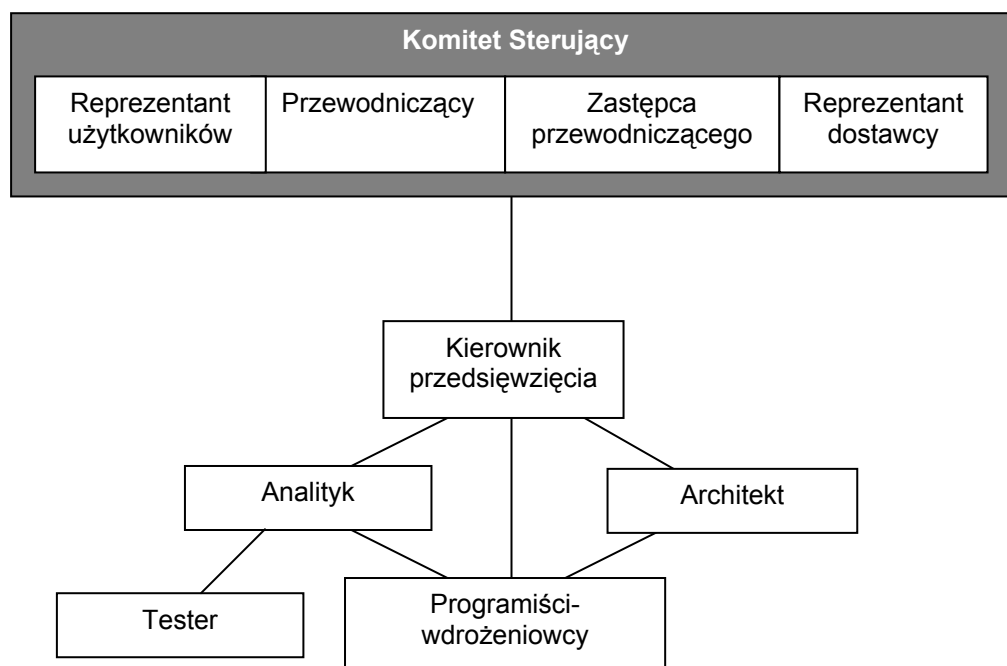 Komitet Sterujący
Reprezentant
użytkowników
Przewodniczący
Zastępca
przewodniczącego
Reprezentant
dostawcy
Kierownik
przedsięwzięcia
Analityk
Architekt
Tester
Programiści-
wdrożeniowcy